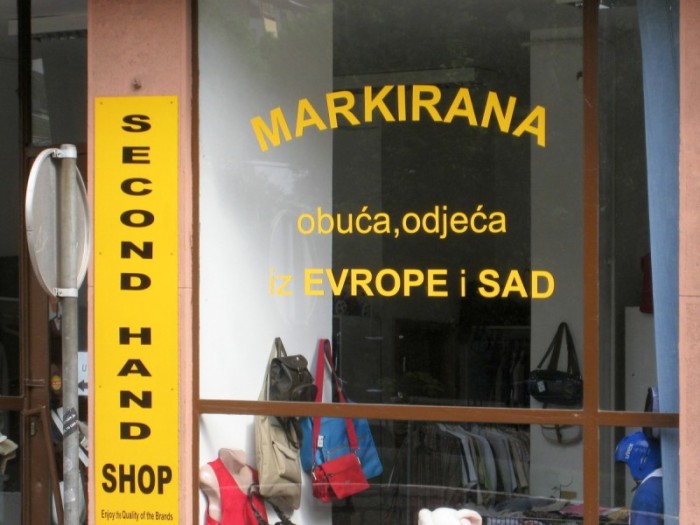 SECOND HAND
SHOP
Enjoy the Quality of the Brands
MARKIRANA
obuća,odjeća
iz EVROPE i SAD